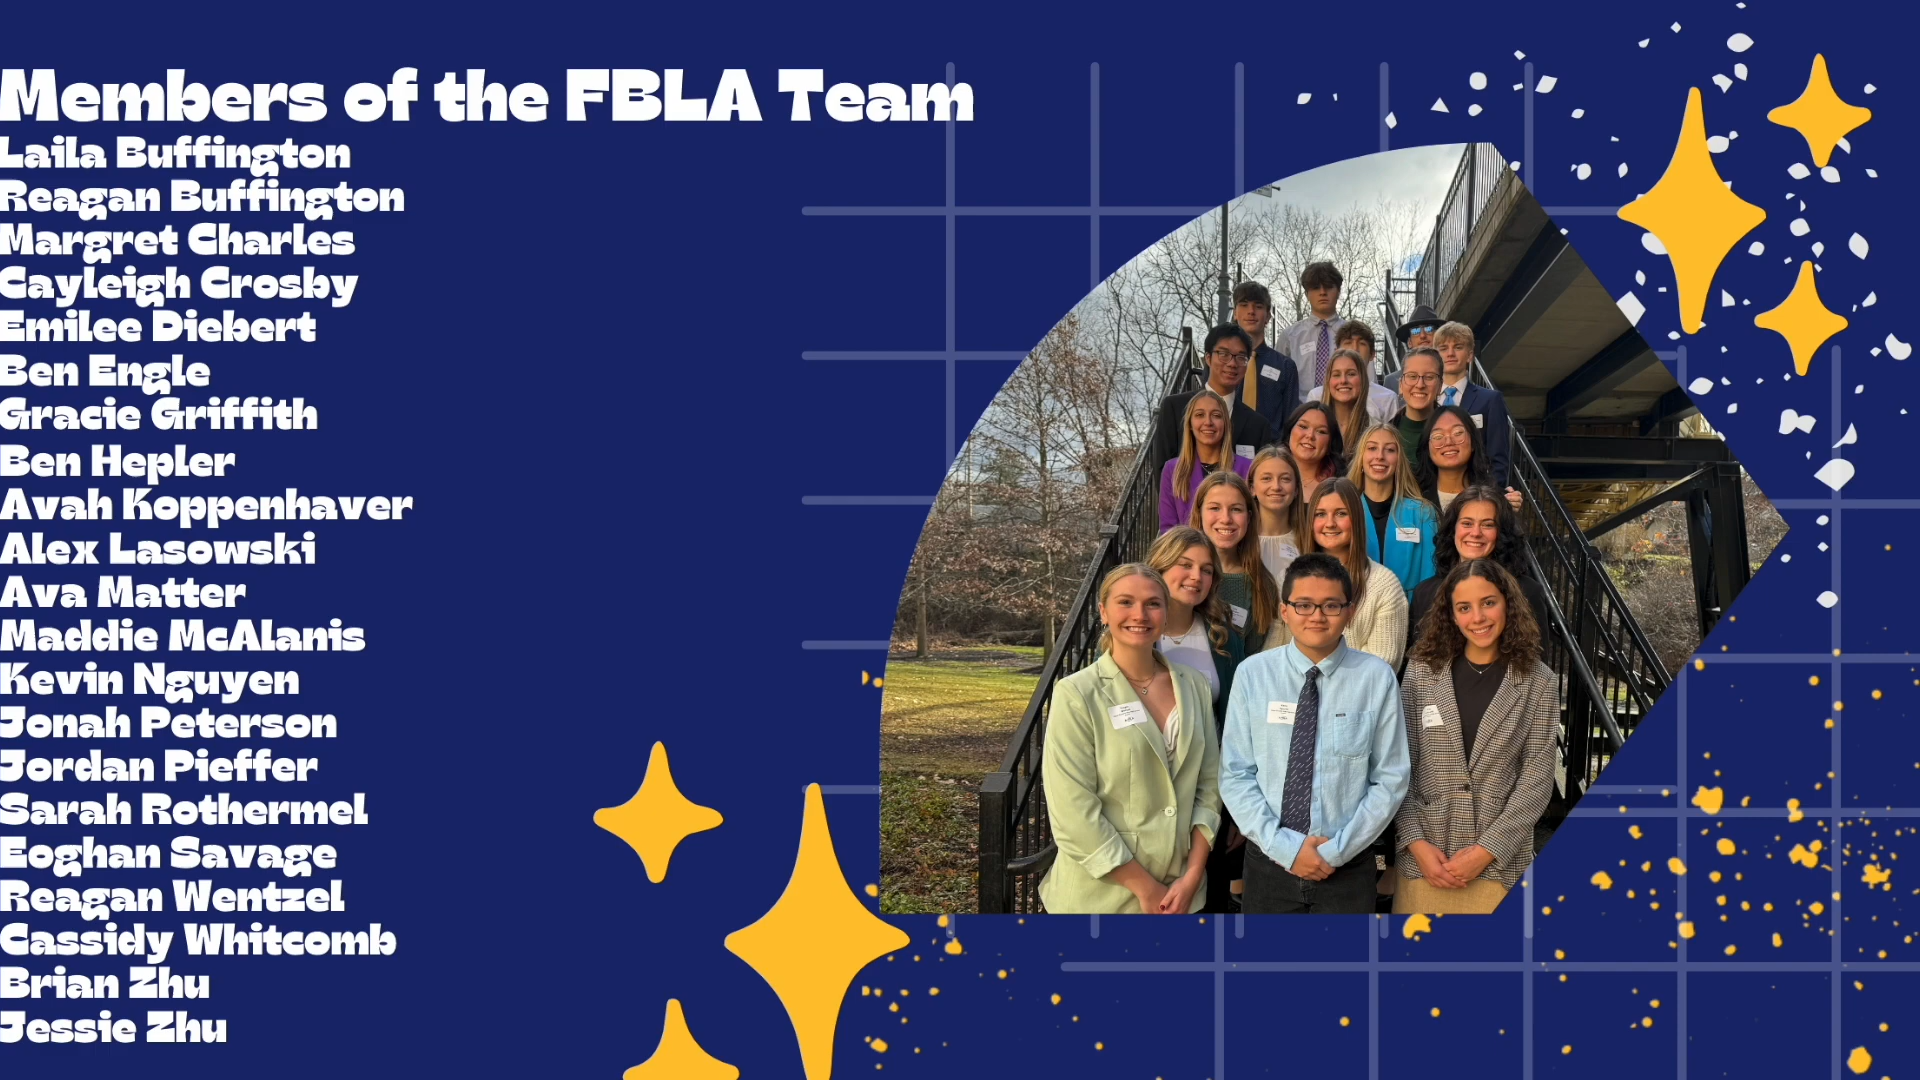 Members of the FBLA Team
Laila Buffington
Reagan Buffington
Margret Charles
Cayleigh Crosby
Emilee Diebert
Ben Engle
Gracie Griffith
Ben Hepler
Avah Koppenhaver
Alex Lasowski
Ava Matter
Maddie McAlanis
Kevin Nguyen
Jonah Peterson
Jordan Pieffer
Sarah Rothermel
Eoghan Savage
Reagan Wentzel
Cassidy Whitcomb
Brian Zhu
Jessie Zhu